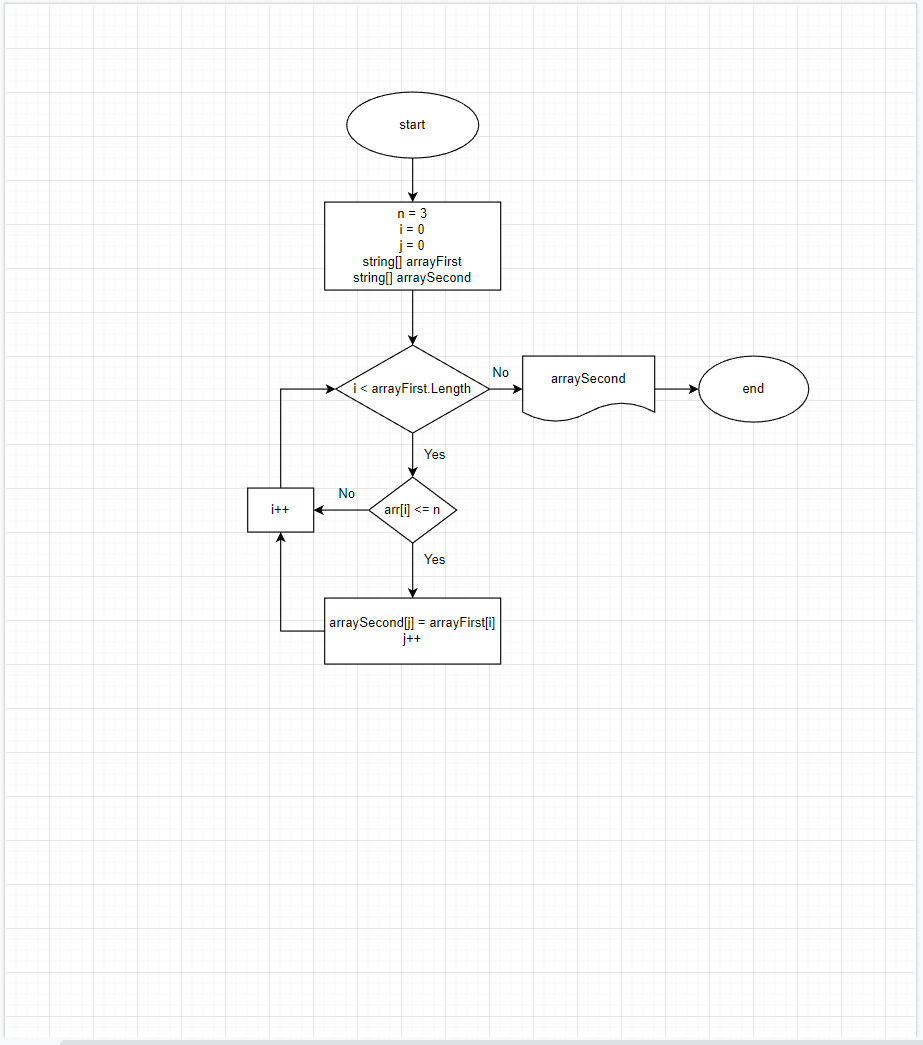 start
n = 3
i = 0
j = 0
string[] arrayFirst
string[] arraySecond
i < arrayFirst.Length
No
arraySecond
end
Yes
arr[i] <= n
No
i++
Yes
arraySecond[j] = arrayFirst[i]
j++